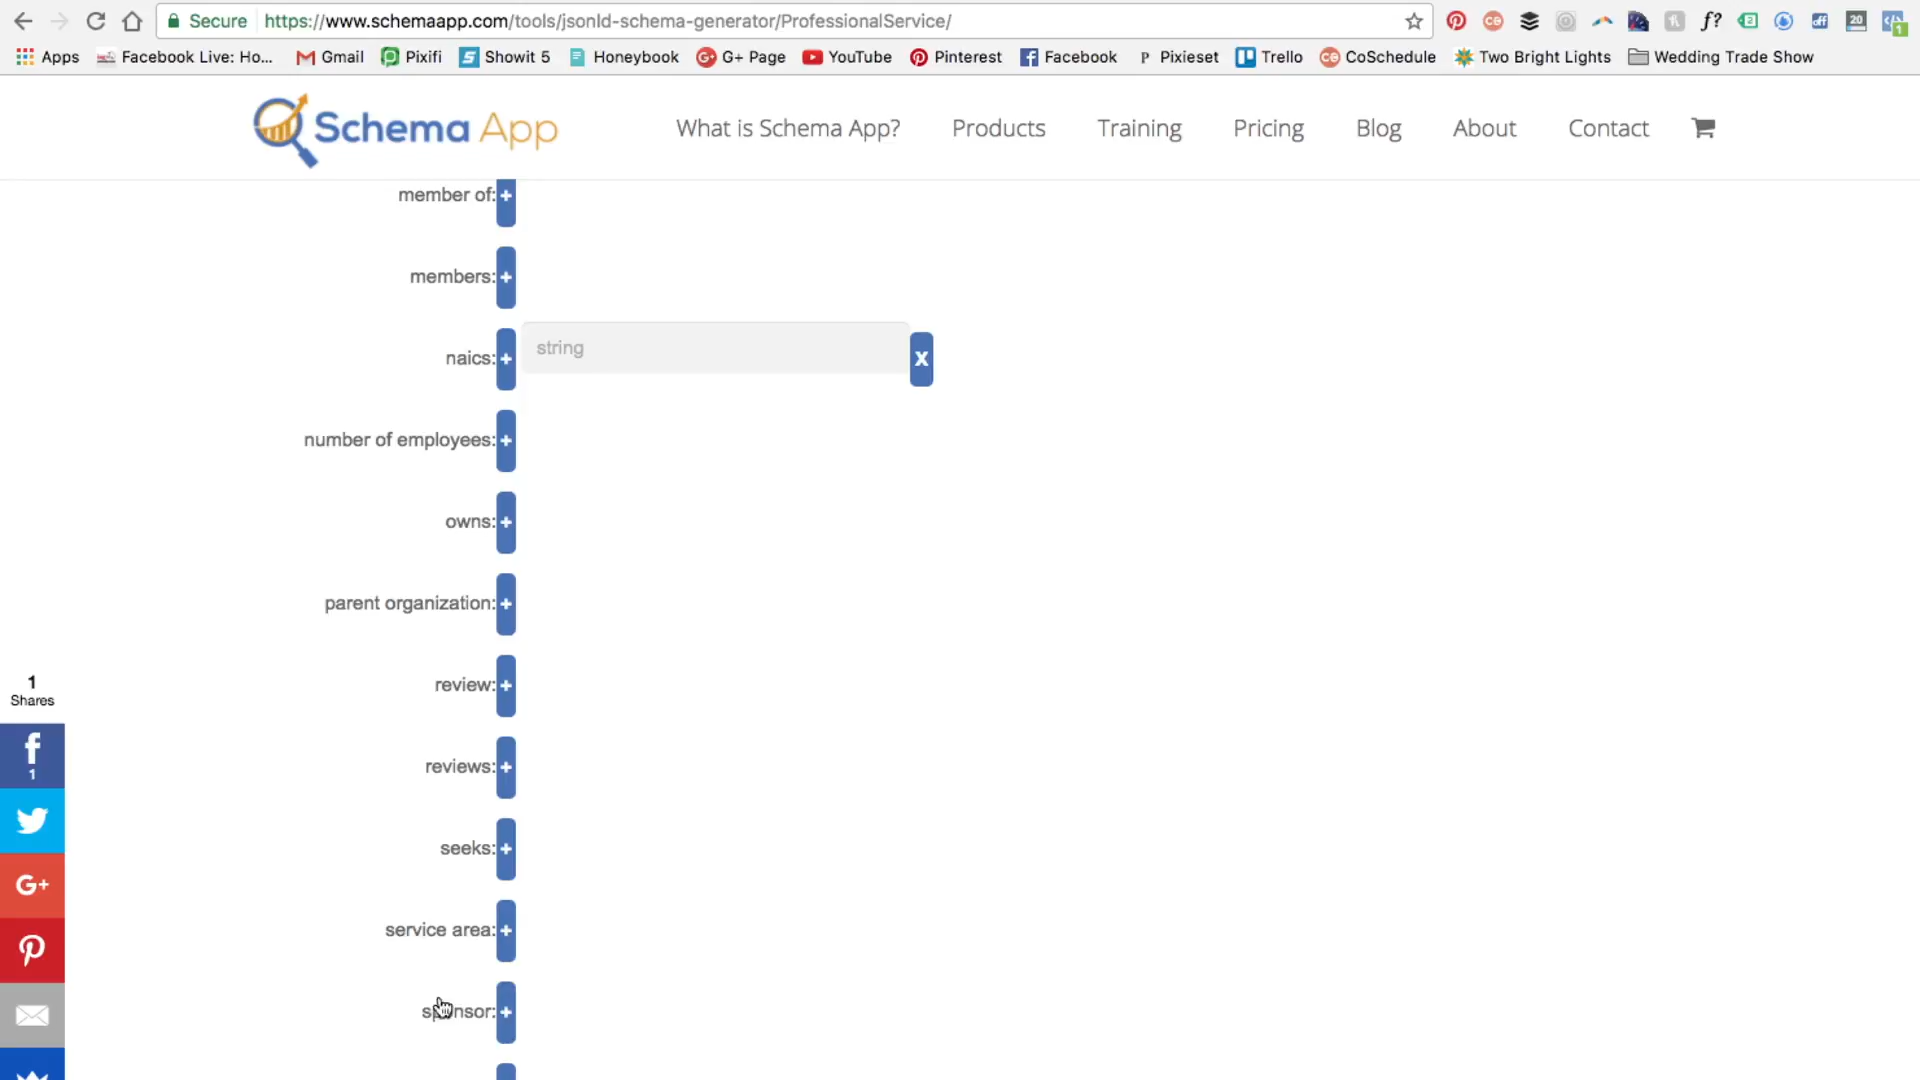 Secure https://www.schemaapp.com/tools/jsonld-schema-generator/ProfessionalService/
Apps Facebook Live: Ho... Gmail Pixifi Showit 5 Honeybook G+ Page YouTube Pinterest Facebook Pixieset Trello CoSchedule Two Bright Lights Wedding Trade Show
Schema App What is Schema App? Products Training Pricing Blog About Contact
member of: +
members: +
naics: + string x
number of employees: +
owns: +
parent organization: +
review: +
reviews: +
seeks: +
service area: +
+
1
Shares
1
G+